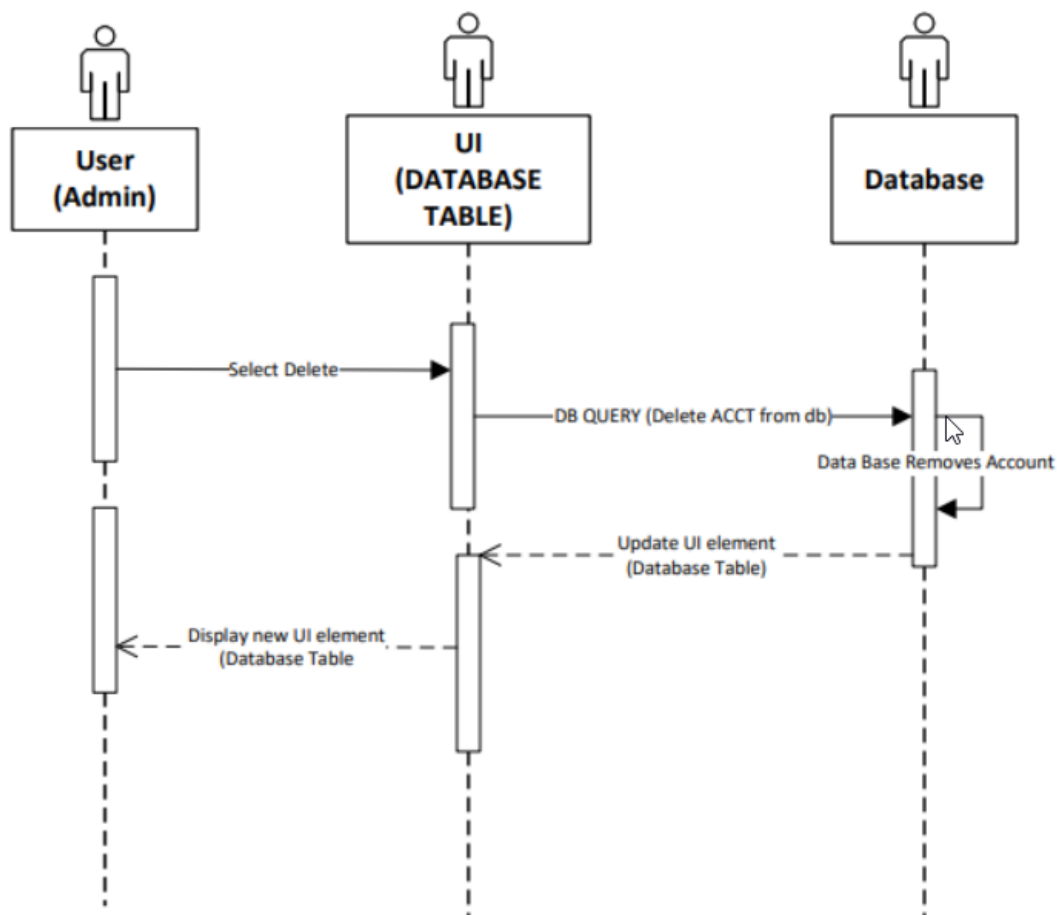 User
(Admin)
UI
(DATABASE
TABLE)
Database
Select Delete
DB QUERY (Delete ACCT from db)
Data Base Removes Account
Update UI element
(Database Table)
Display new UI element
(Database Table